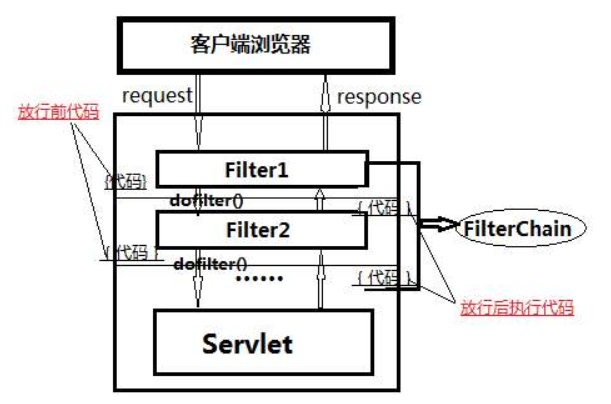 客户端浏览器
request
response
放行前代码
Filter1
{代码}
dofilter()
{ 代码 }
Filter2
FilterChain
{ 代码 }
dofilter()
......
{ 代码 }
放行后执行代码
Servlet